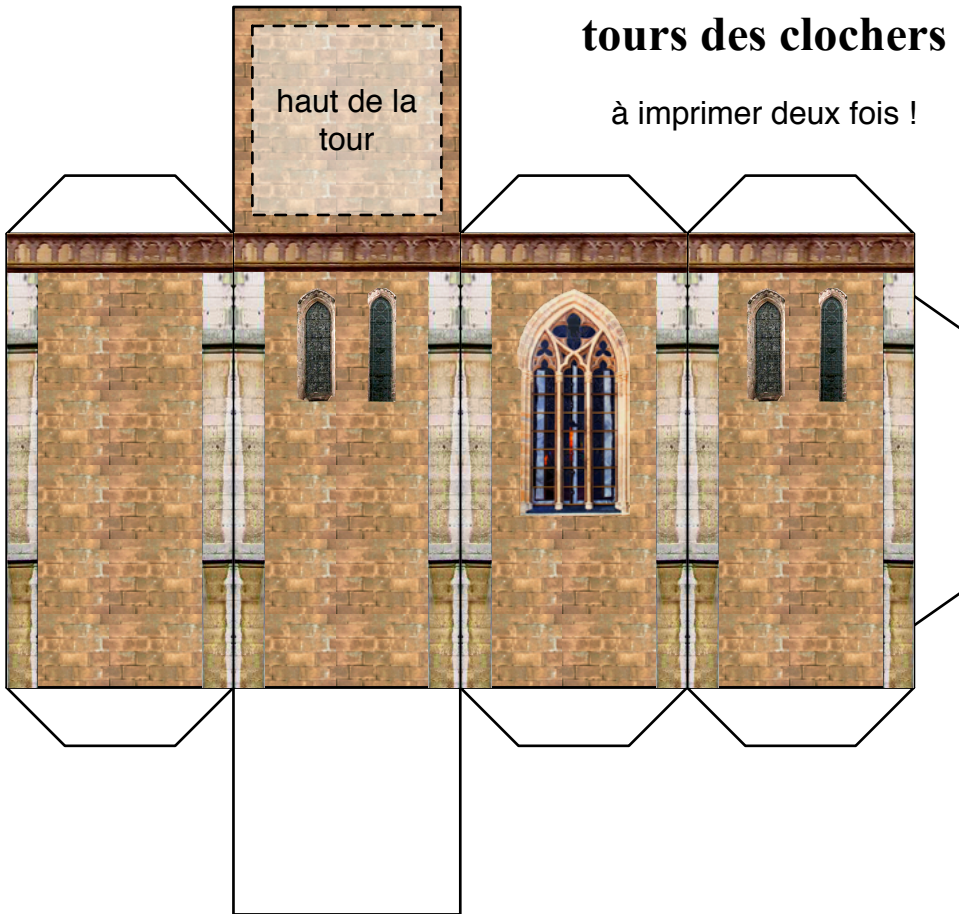 tours des clochers
à imprimer deux fois !
haut de la
tour